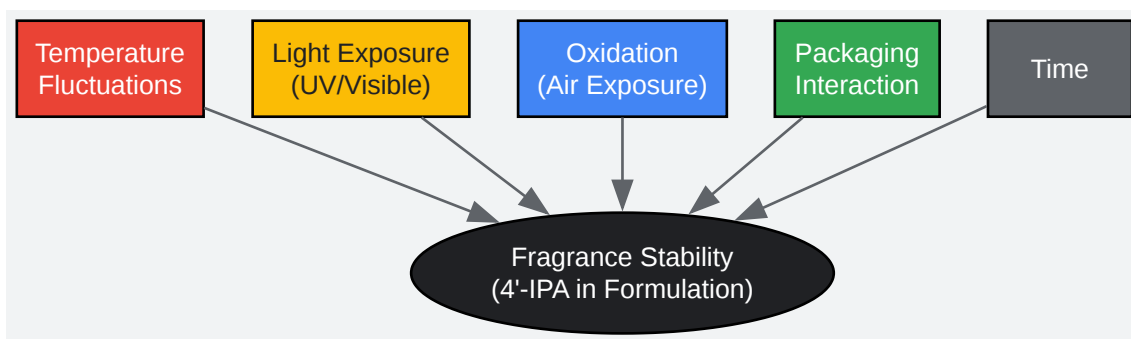 Temperature
Fluctuations
Light Exposure
(UV/Visible)
Oxidation
(Air Exposure)
Packaging
Interaction
Time
Fragrance Stability
(4'-IPA in Formulation)